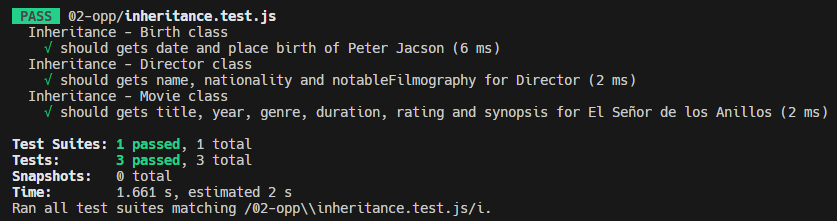 PASS 02-opp/inheritance.test.js
Inheritance - Birth class
√ should gets date and place birth of Peter Jacson (6 ms)
Inheritance - Director class
√ should gets name, nationality and notableFilmography for Director (2 ms)
Inheritance - Movie class
√ should gets title, year, genre, duration, rating and synopsis for El Señor de los Anillos (2 ms)
Test Suites: 1 passed, 1 total
Tests: 3 passed, 3 total
Snapshots: 0 total
Time: 1.661 s, estimated 2 s
Ran all test suites matching /02-opp\\inheritance.test.js/i.